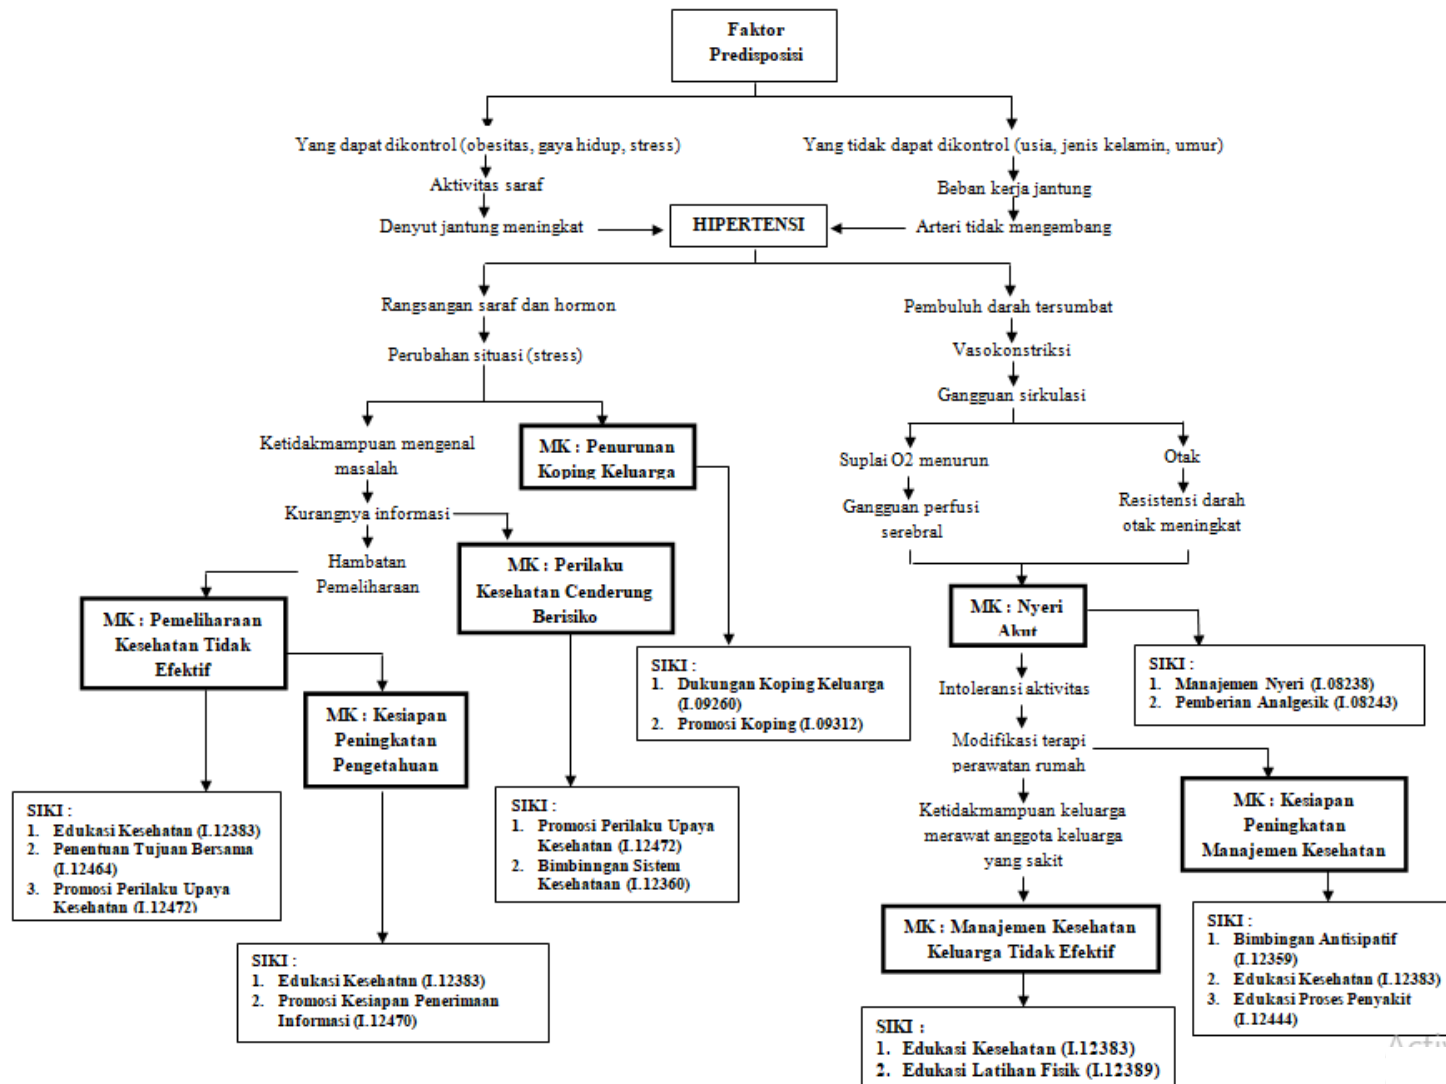 Faktor
Predisposisi
Yang dapat dikontrol (obesitas, gaya hidup, stress)
Yang tidak dapat dikontrol (usia, jenis kelamin, umur)
Aktivitas saraf
Beban kerja jantung
Denyut jantung meningkat
HIPERTENSI
Arteri tidak mengembang
Rangsangan saraf dan hormon
Pembuluh darah tersumbat
Perubahan situasi (stress)
Vasokonstriksi
Gangguan sirkulasi
Ketidakmampuan mengenal
masalah
MK : Penurunan
Koping Keluarga
Suplai O2 menurun
Otak
Kurangnya informasi
Gangguan perfusi
serebral
Resistensi darah
otak meningkat
Hambatan
Pemeliharaan
MK : Perilaku
Kesehatan Cenderung
Berisiko
MK : Pemeliharaan
Kesehatan Tidak
Efektif
MK : Nyeri
Akut
SIKI :
1. Dukungan Koping Keluarga
(I.09260)
2. Promosi Koping (I.09312)
SIKI :
1. Manajemen Nyeri (I.08238)
2. Pemberian Analgesik (I.08243)
Intoleransi aktivitas
MK : Kesiapan
Peningkatan
Pengetahuan
Modifikasi terapi
perawatan rumah
SIKI :
1. Edukasi Kesehatan (I.12383)
2. Penentuan Tujuan Bersama
(I.12464)
3. Promosi Perilaku Upaya
Kesehatan (I.12472)
SIKI :
1. Promosi Perilaku Upaya
Kesehatan (I.12472)
2. Bimbinngan Sistem
Kesehataan (I.12360)
Ketidakmampuan keluarga
merawat anggota keluarga
yang sakit
MK : Kesiapan
Peningkatan
Manajemen Kesehatan
MK : Manajemen Kesehatan
Keluarga Tidak Efektif
SIKI :
1. Bimbingan Antisipatif
(I.12359)
2. Edukasi Kesehatan (I.12383)
3. Edukasi Proses Penyakit
(I.12444)
SIKI :
1. Edukasi Kesehatan (I.12383)
2. Promosi Kesiapan Penerimaan
Informasi (I.12470)
SIKI :
1. Edukasi Kesehatan (I.12383)
2. Edukasi Latihan Fisik (I.12389)